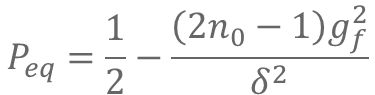 $P_{eq} = \frac{1}{2} - \frac{(2n_0 - 1)g_f^2}{\delta^2}$